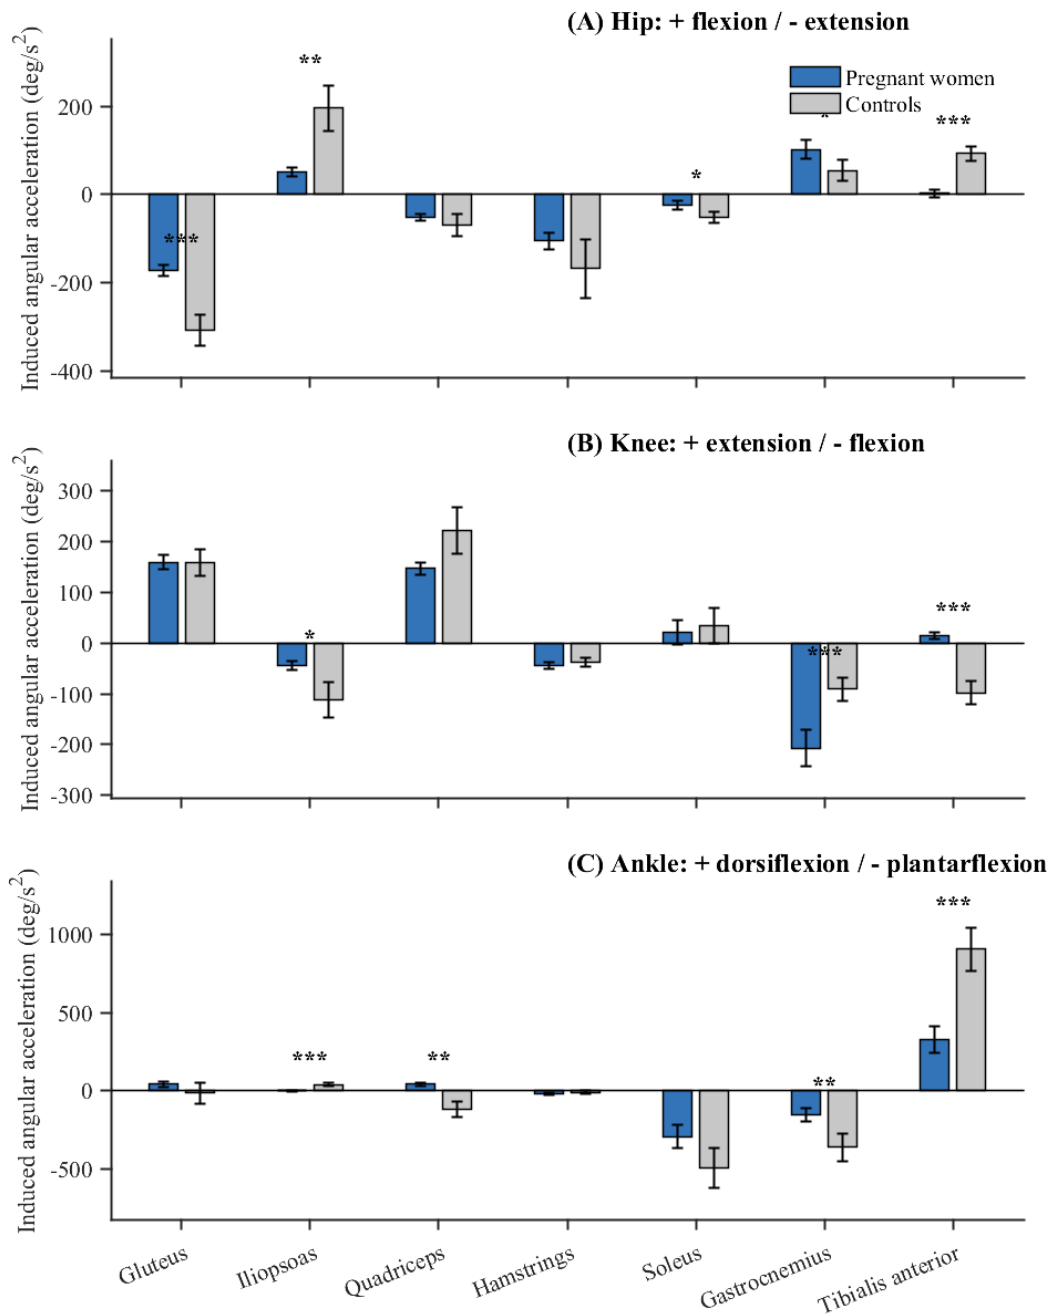 (A) Hip: + flexion / - extension
Induced angular acceleration (deg/s²)
Pregnant women
Controls
200
0
-200
-400
***
**
*
*
***
(B) Knee: + extension / - flexion
Induced angular acceleration (deg/s²)
300
200
100
0
-100
-200
-300
*
***
***
(C) Ankle: + dorsiflexion / - plantarflexion
Induced angular acceleration (deg/s²)
1000
500
0
-500
***
**
**
***
Gluteus
Iliopsoas
Quadriceps
Hamstrings
Soleus
Gastrocnemius
Tibialis anterior